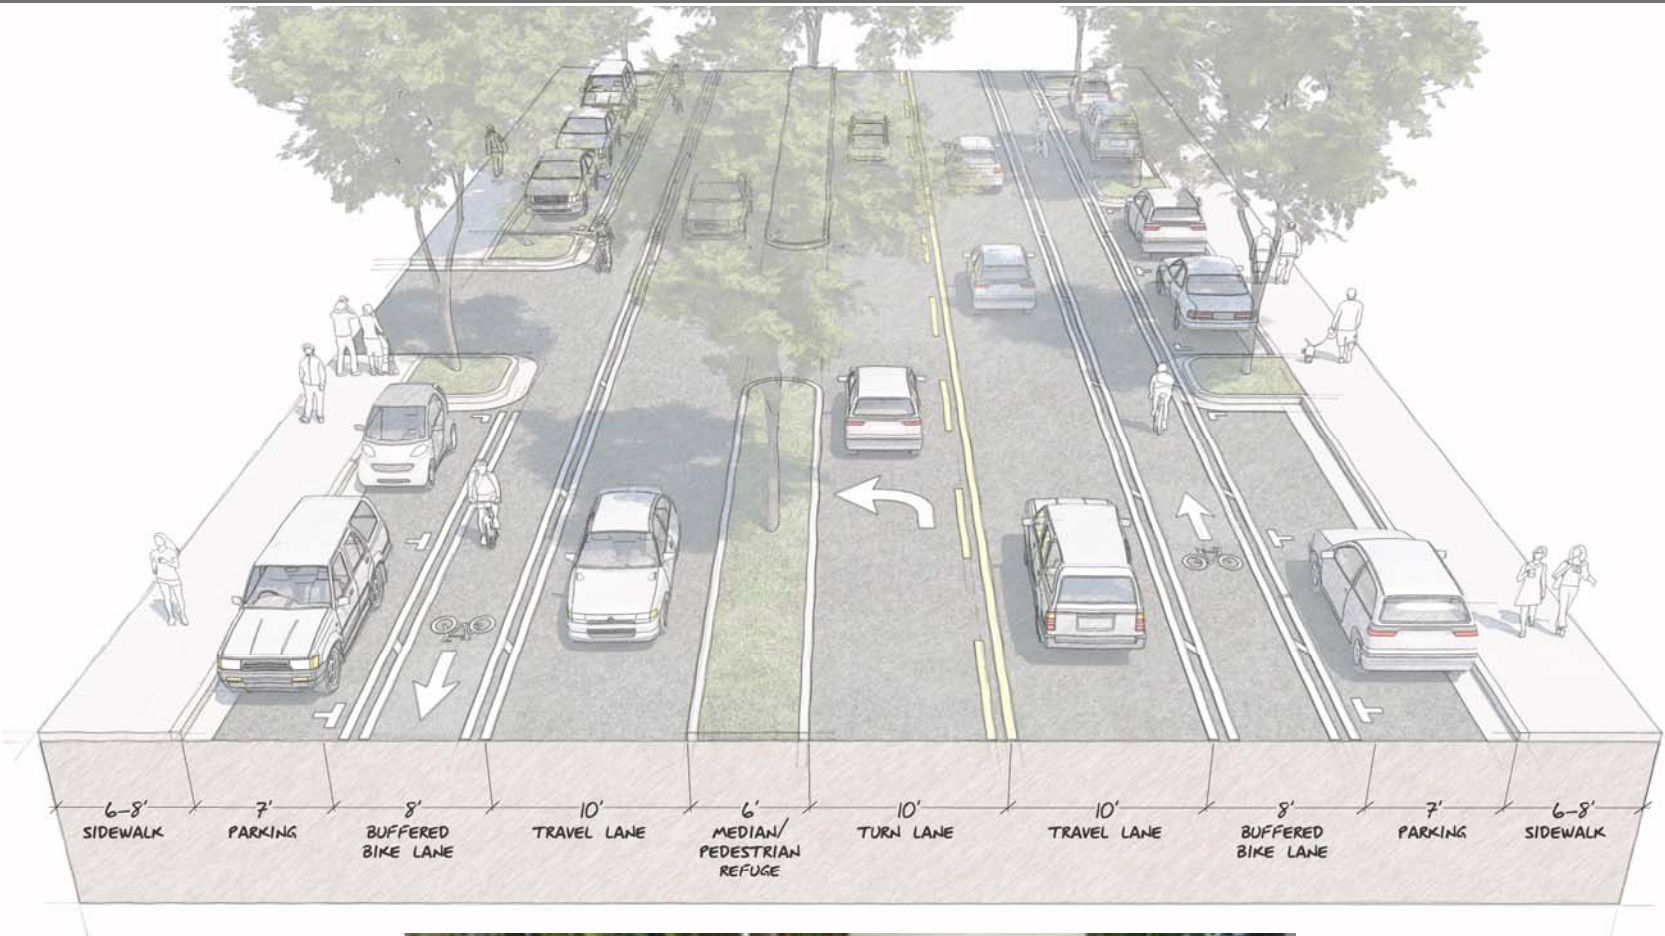 6-8'
SIDEWALK
7'
PARKING
8'
BUFFERED
BIKE LANE
10'
TRAVEL LANE
6'
MEDIAN/
PEDESTRIAN
REFUGE
10'
TURN LANE
10'
TRAVEL LANE
8'
BUFFERED
BIKE LANE
7'
PARKING
6-8'
SIDEWALK